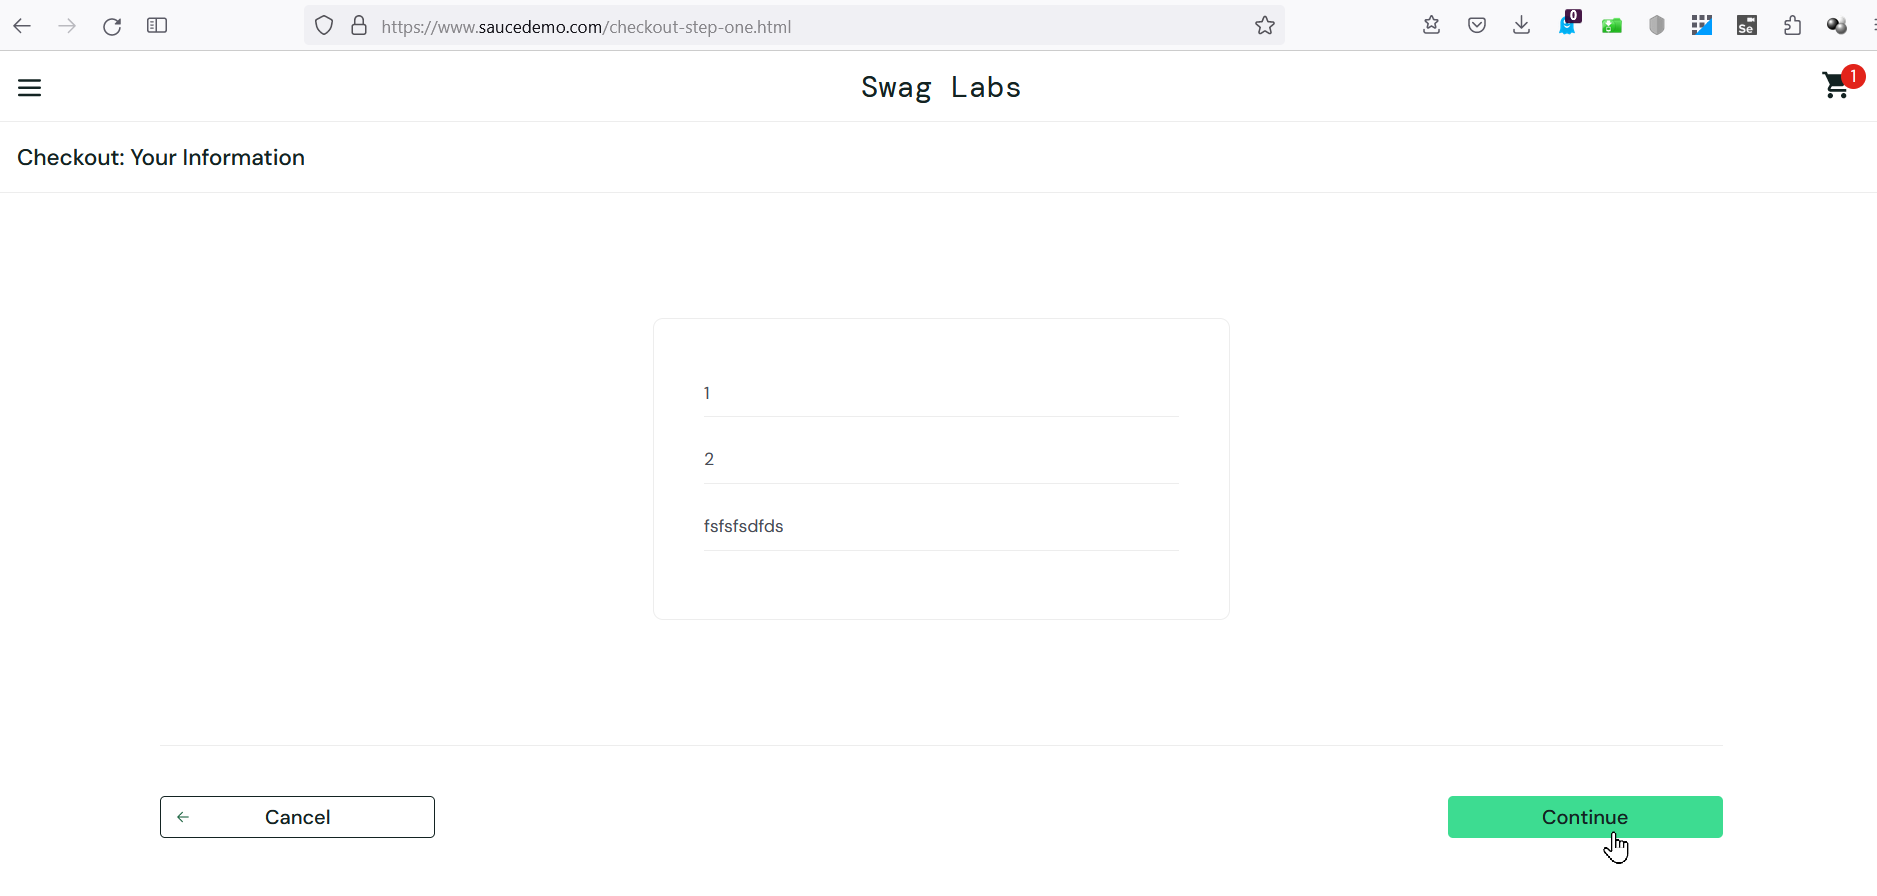 https://www.saucedemo.com/checkout-step-one.html
0
Se
Swag Labs
1
Checkout: Your Information
1
2
fsfsfsdfds
Cancel
Continue